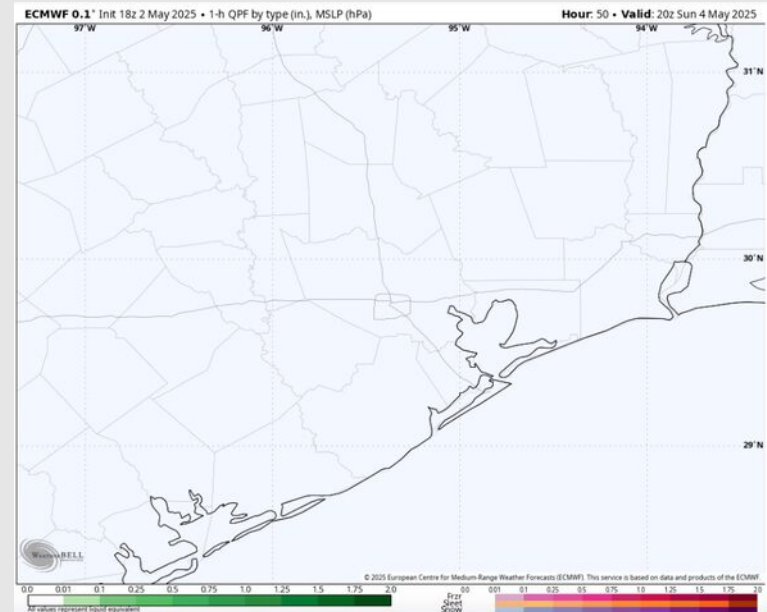 ECMWF 0.1° Init 18z 2 May 2025 • 1-h QPF by type (in.), MSLP (hPa) Hour: 50 • Valid: 20z Sun 4 May 2025
97°W 96°W 95°W 94°W
31°N
30°N
29°N
WeatherBELL
© 2025 European Centre for Medium-Range Weather Forecasts (ECMWF). This service is based on data and products of the ECMWF.
0.0 0.01 0.1 0.25 0.5 0.75 1.0 1.25 1.5 1.75 2.0 0.0 0.01 0.1 0.25 0.5 0.75 1.0 1.25 1.5 1.75 2.0
Frzr
Sleet
Snow
All values represent liquid equivalent